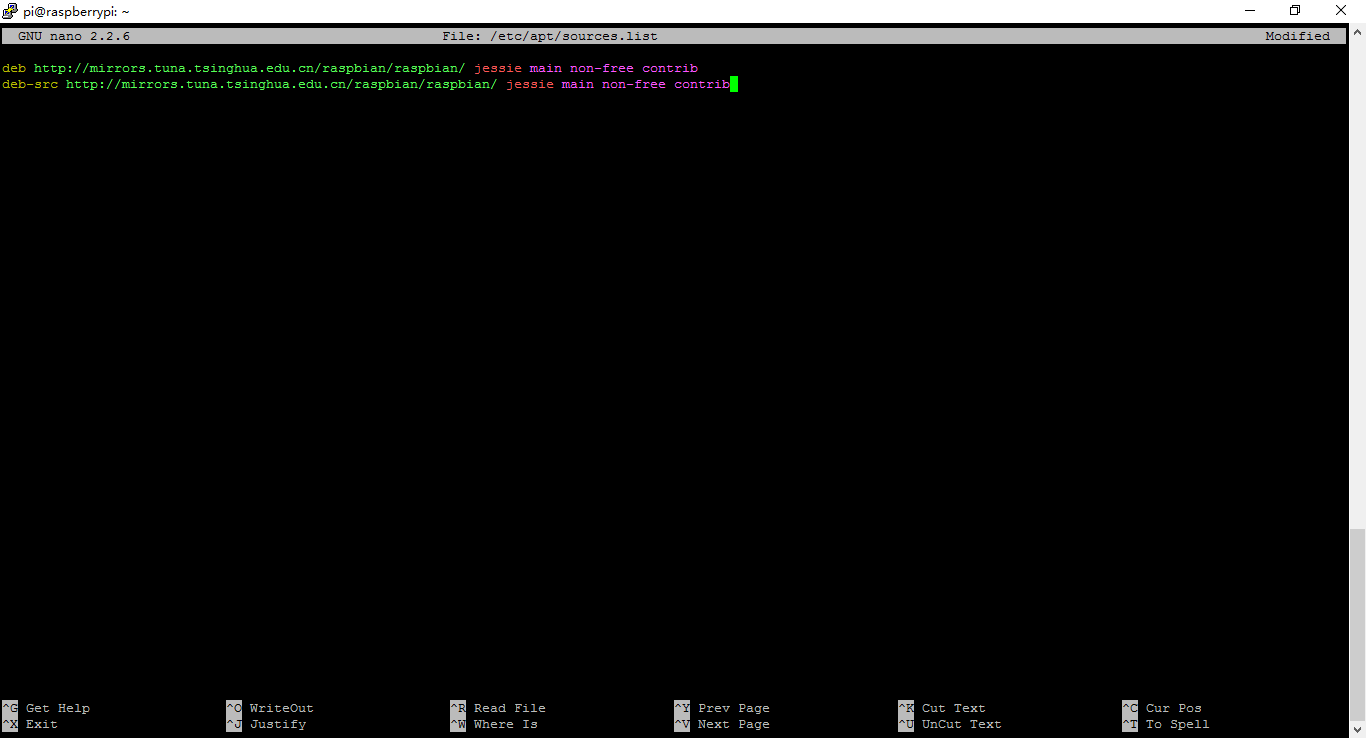 pi@raspberrypi: ~
GNU nano 2.2.6 File: /etc/apt/sources.list Modified
deb http://mirrors.tuna.tsinghua.edu.cn/raspbian/raspbian/ jessie main non-free contrib
deb-src http://mirrors.tuna.tsinghua.edu.cn/raspbian/raspbian/ jessie main non-free contrib
^G Get Help ^O WriteOut ^R Read File ^Y Prev Page ^K Cut Text ^C Cur Pos
^X Exit ^J Justify ^W Where Is ^V Next Page ^U UnCut Text ^T To Spell